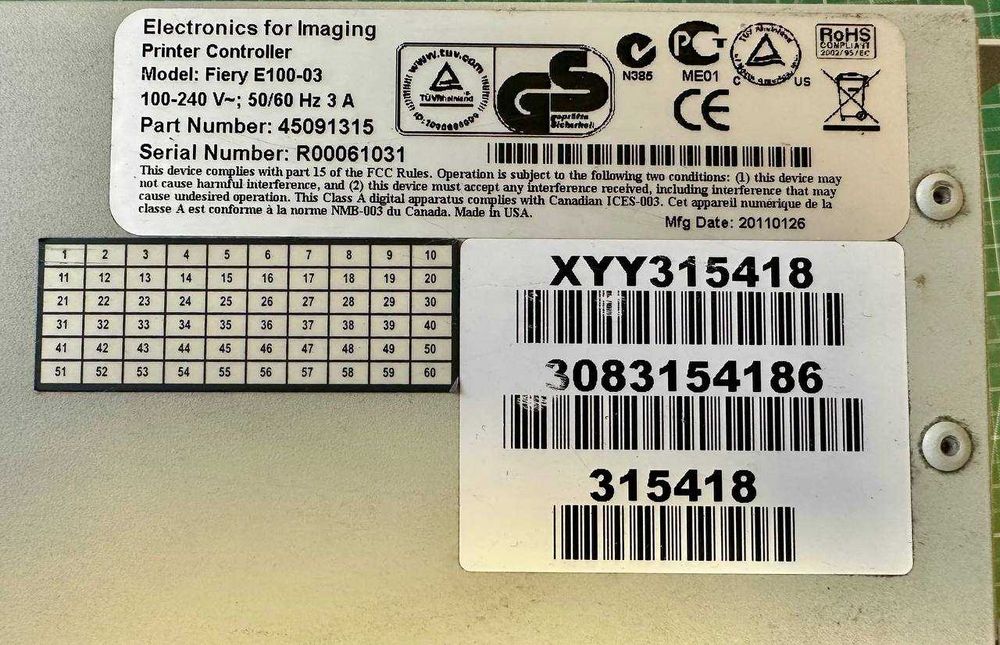 Electronics for Imaging
Printer Controller
Model: Fiery E100-03
100-240 V~; 50/60 Hz 3 A
Part Number: 45091315
Serial Number: R00061031
www.tuv.com
TÜVRheinland
geprüfte
Sicherheit
N385
ME01
TÜV Rheinland
C US
RoHS
COMPLIANT
2002/95/EC
This device complies with part 15 of the FCC Rules. Operation is subject to the following two conditions: (1) this device may
not cause harmful interference, and (2) this device must accept any interference received, including interference that may
cause undesired operation. This Class A digital apparatus complies with Canadian ICES-003. Cet appareil numérique de la
classe A est conforme à la norme NMB-003 du Canada. Made in USA.
Mfg Date: 20110126
1 2 3 4 5 6 7 8 9 10
11 12 13 14 15 16 17 18 19 20
21 22 23 24 25 26 27 28 29 30
31 32 33 34 35 36 37 38 39 40
41 42 43 44 45 46 47 48 49 50
51 52 53 54 55 56 57 58 59 60
XYY315418
3083154186
315418